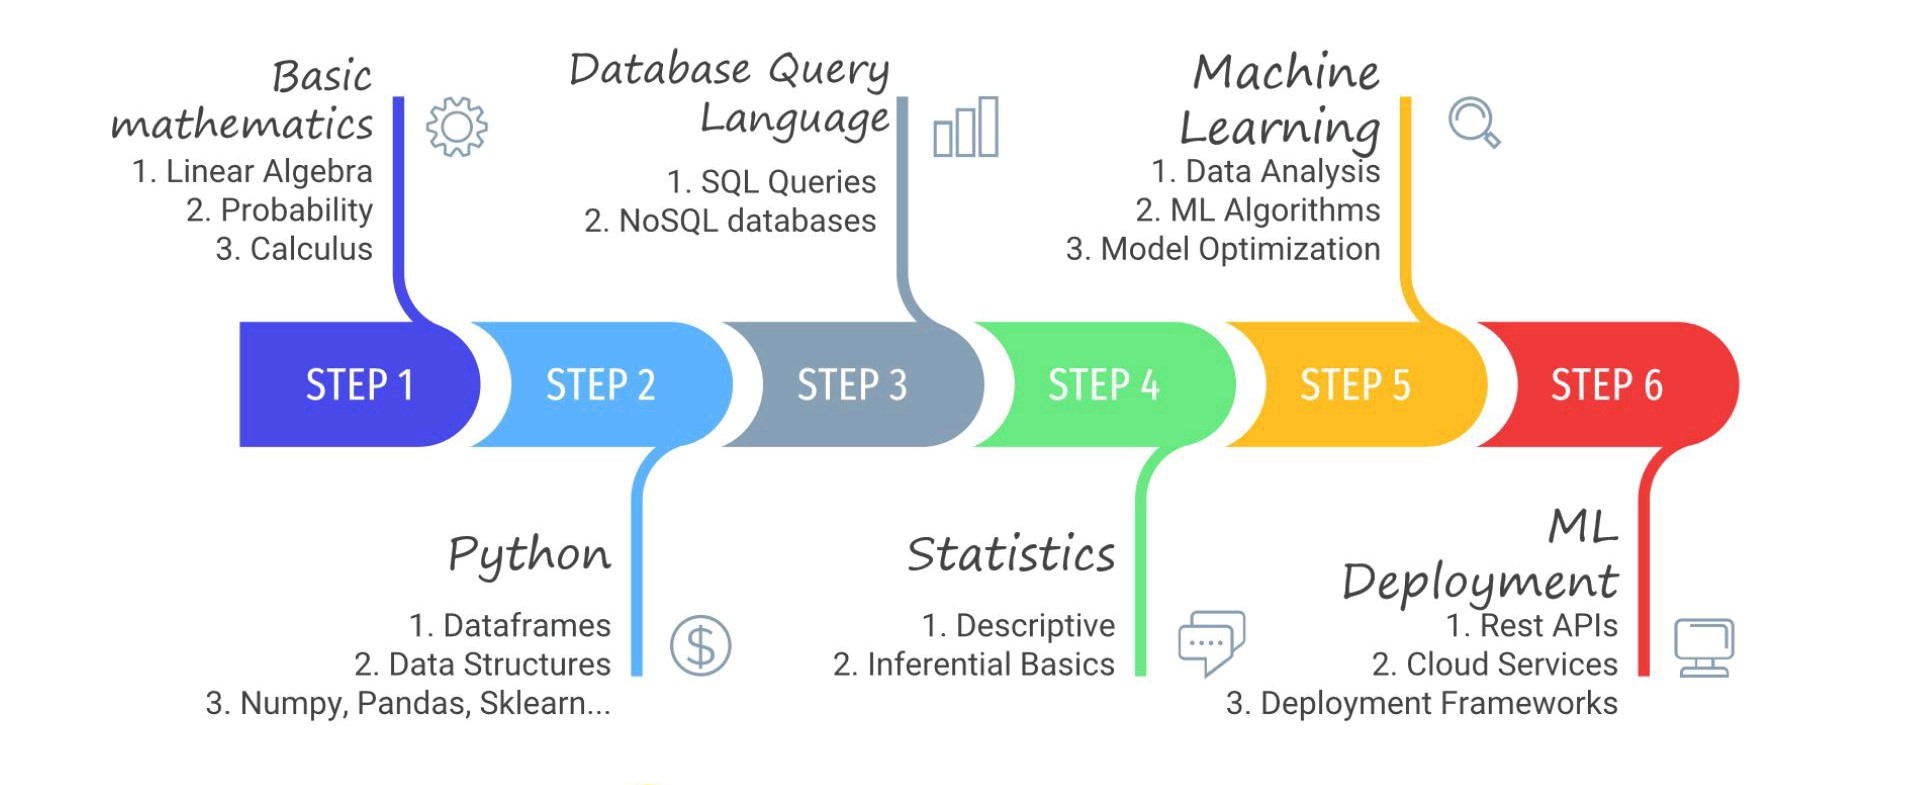 Basic
mathematics
1. Linear Algebra
2. Probability
3. Calculus
Database Query
Language
1. SQL Queries
2. NoSQL databases
Machine
Learning
1. Data Analysis
2. ML Algorithms
3. Model Optimization
STEP 1
STEP 2
STEP 3
STEP 4
STEP 5
STEP 6
Python
1. Dataframes
2. Data Structures
3. Numpy, Pandas, Sklearn...
Statistics
1. Descriptive
2. Inferential Basics
ML
Deployment
1. Rest APIs
2. Cloud Services
3. Deployment Frameworks
$